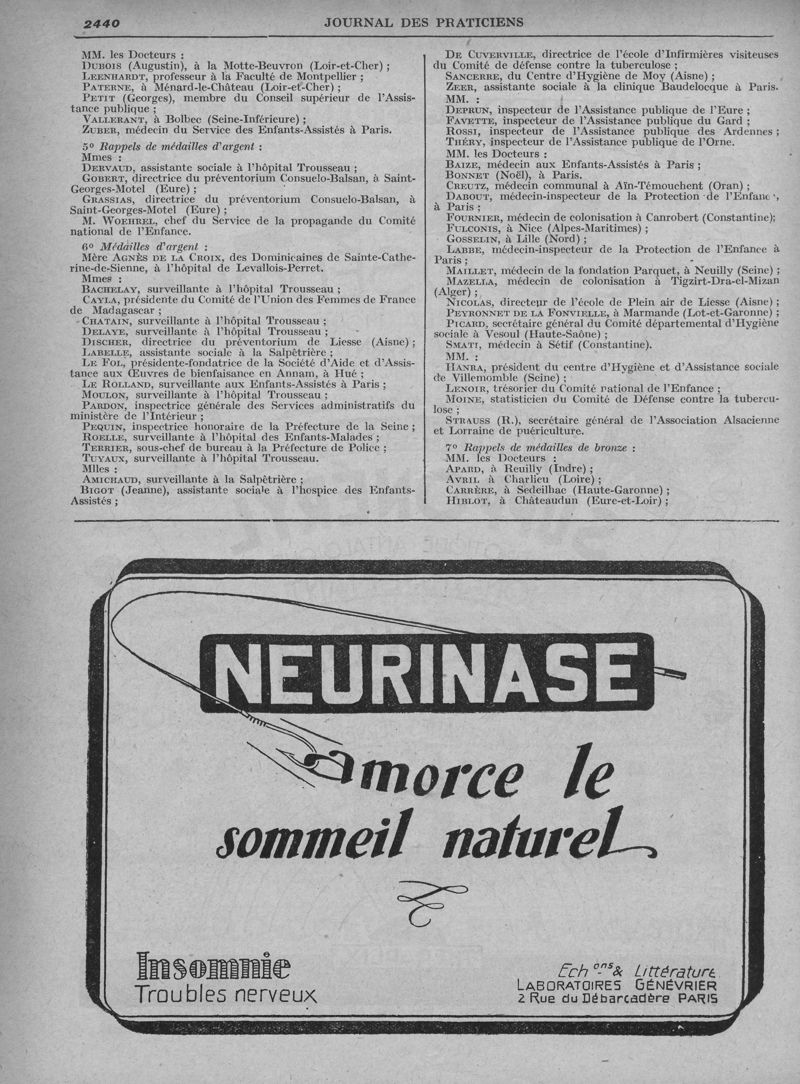 2440
JOURNAL DES PRATICIENS
MM. les Docteurs :
DUBOIS (Augustin), à la Motte-Beuvron (Loir-et-Cher) ;
LEENHARDT, professeur à la Faculté de Montpellier ;
PATERNE, à Ménard-le-Château (Loir-et-Cher) ;
PETIT (Georges), membre du Conseil supérieur de l'Assis-
tance publique ;
VALLERANT, à Bolbec (Seine-Inférieure) ;
ZUBER, médecin du Service des Enfants-Assistés à Paris.
5º Rappels de médailles d'argent :
Mmes :
DERVAUD, assistante sociale à l'hôpital Trousseau ;
GOBERT, directrice du préventorium Consuelo-Balsan, à Saint-
Georges-Motel (Eure) ;
GRASSIAS, directrice du préventorium Consuelo-Balsan, à
Saint-Georges-Motel (Eure) ;
M. WOEHREL, chef du Service de la propagande du Comité
national de l'Enfance.
6º Médailles d'argent :
Mère AGNÈS DE LA CROIX, des Dominicaines de Sainte-Cathe-
rine-de-Sienne, à l'hôpital de Levallois-Perret.
Mmes :
BACHELAY, surveillante à l'hôpital Trousseau ;
CAYLA, présidente du Comité de l'Union des Femmes de France
de Madagascar ;
CHATAIN, surveillante à l'hôpital Trousseau ;
DELAYE, surveillante à l'hôpital Trousseau ;
DISCHER, directrice du préventorium de Liesse (Aisne) ;
LABELLE, assistante sociale à la Salpêtrière ;
LE FOL, présidente-fondatrice de la Société d'Aide et d'Assis-
tance aux Œuvres de bienfaisance en Annam, à Hué ;
LE ROLLAND, surveillante aux Enfants-Assistés à Paris ;
MOULON, surveillante à l'hôpital Trousseau ;
PARDON, inspectrice générale des Services administratifs du
ministère de l'Intérieur ;
PEQUIN, inspectrice honoraire de la Préfecture de la Seine ;
ROELLE, surveillante à l'hôpital des Enfants-Malades ;
TERRIER, sous-chef de bureau à la Préfecture de Police ;
TUYAUX, surveillante à l'hôpital Trousseau.
Mlles :
AMICHAUD, surveillante à la Salpêtrière ;
BIGOT (Jeanne), assistante sociale à l'hospice des Enfants-
Assistés ;
DE CUVERVILLE, directrice de l'école d'Infirmières visiteuses
du Comité de défense contre la tuberculose ;
SANCERRE, du Centre d'Hygiène de Moy (Aisne) ;
ZEER, assistante sociale à la clinique Baudelocque à Paris.
MM. :
DEPRUN, inspecteur de l'Assistance publique de l'Eure ;
FAVETTE, inspecteur de l'Assistance publique du Gard ;
ROSSI, inspecteur de l'Assistance publique des Ardennes ;
THÉRY, inspecteur de l'Assistance publique de l'Orne.
MM. les Docteurs :
BAIZE, médecin aux Enfants-Assistés à Paris ;
BONNET (Noël), à Paris.
CREUTZ, médecin communal à Aïn-Témouchent (Oran) ;
DABOUT, médecin-inspecteur de la Protection de l'Enfanc,
à Paris ;
FOURNIER, médecin de colonisation à Canrobert (Constantine);
FULCONIS, à Nice (Alpes-Maritimes) ;
GOSSELIN, à Lille (Nord) ;
LABBE, médecin-inspecteur de la Protection de l'Enfance à
Paris ;
MAILLET, médecin de la fondation Parquet, à Neuilly (Seine) ;
MAZELLA, médecin de colonisation à Tigzirt-Dra-el-Mizan
(Alger) ;
NICOLAS, directeur de l'école de Plein air de Liesse (Aisne) ;
PEYRONNET DE LA FONVIELLE, à Marmande (Lot-et-Garonne) ;
PICARD, secrétaire général du Comité départemental d'Hygiène
sociale à Vesoul (Haute-Saône) ;
SMATI, médecin à Sétif (Constantine).
MM. :
HANRA, président du centre d'Hygiène et d'Assistance sociale
de Villemomble (Seine) ;
LENOIR, trésorier du Comité national de l'Enfance ;
MOINE, statisticien du Comité de Défense contre la tubercu-
lose ;
STRAUSS (R.), secrétaire général de l'Association Alsacienne
et Lorraine de puériculture.
7º Rappels de médailles de bronze :
MM. les Docteurs :
APARD, à Reuilly (Indre) ;
AVRIL à Charlieu (Loire) ;
CARRÈRE, à Sedeilhac (Haute-Garonne) ;
HIBLOT, à Châteaudun (Eure-et-Loir) ;
NEURINASE
amorce le
sommeil naturel
Insomnie
Troubles nerveux
Ech ons & Littérature
LABORATOIRES GÉNÉVRIER
2 Rue du Débarcadère PARIS